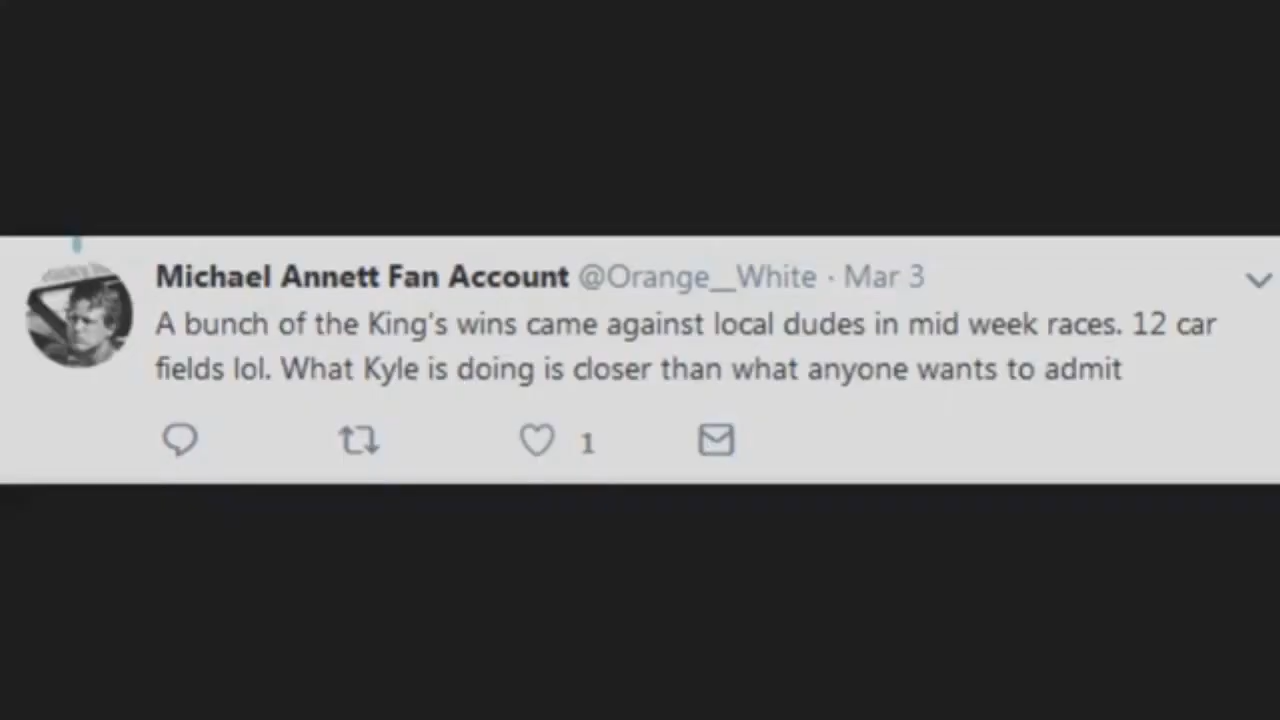 Michael Annett Fan Account @Orange__White · Mar 3
A bunch of the King's wins came against local dudes in mid week races. 12 car
fields lol. What Kyle is doing is closer than what anyone wants to admit
1